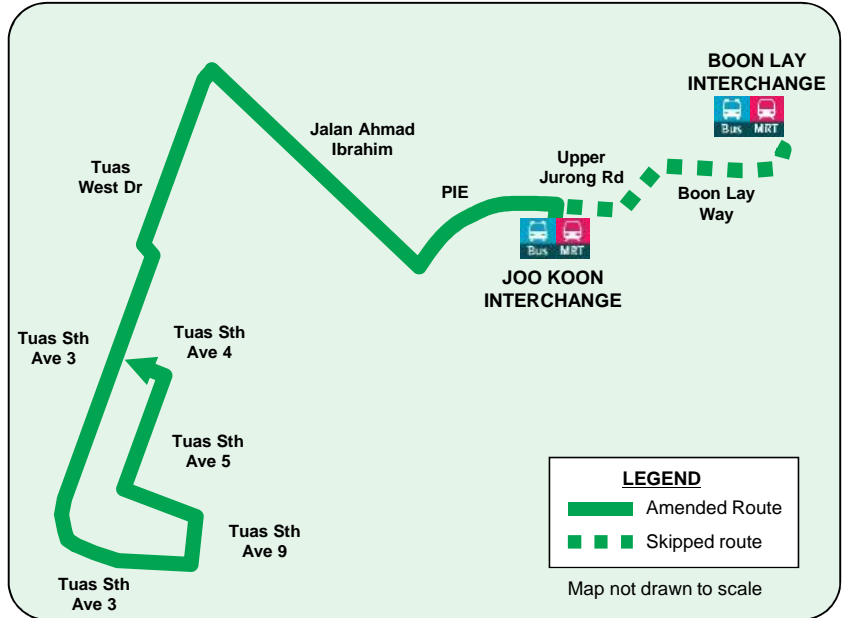 BOON LAY
INTERCHANGE
Bus MRT
Jalan Ahmad
Ibrahim
Upper
Jurong Rd
Tuas
West Dr
PIE
Boon Lay
Way
Bus MRT
JOO KOON
INTERCHANGE
Tuas Sth
Ave 3
Tuas Sth
Ave 4
Tuas Sth
Ave 5
Tuas Sth
Ave 9
Tuas Sth
Ave 3
LEGEND
Amended Route
Skipped route
Map not drawn to scale